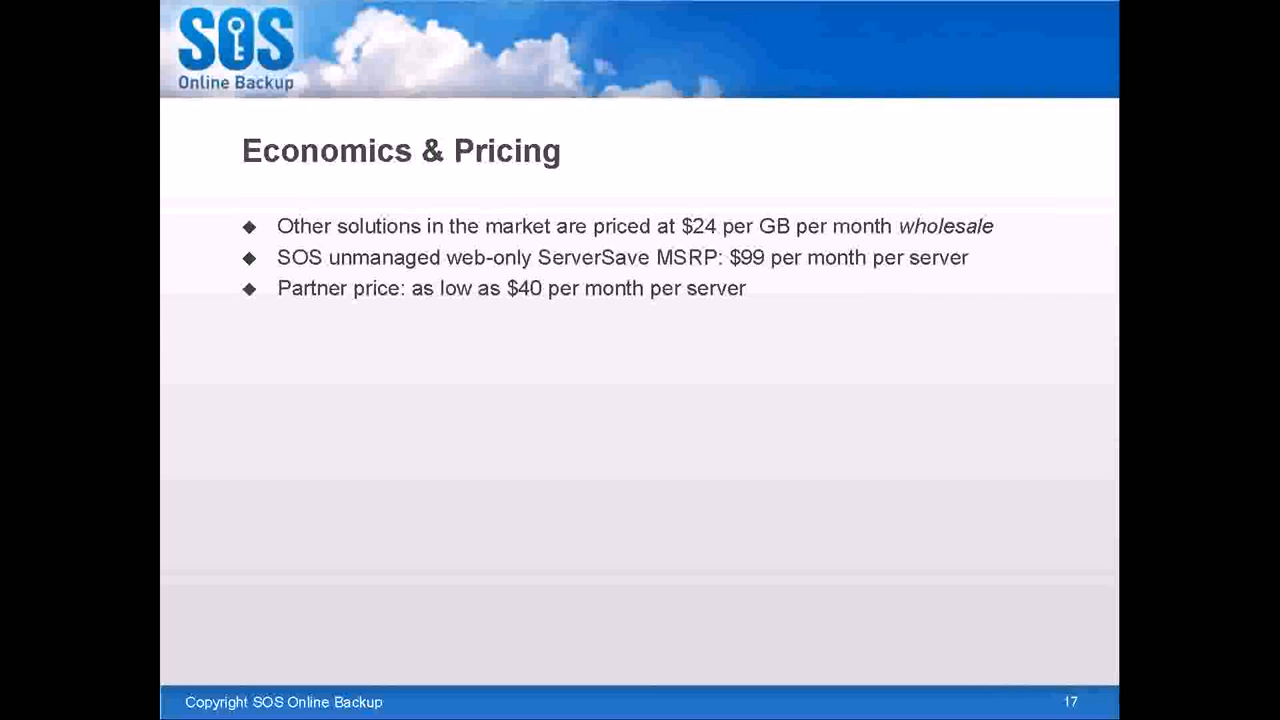 SOS
Online Backup
Economics & Pricing
◆ Other solutions in the market are priced at $24 per GB per month wholesale
◆ SOS unmanaged web-only ServerSave MSRP: $99 per month per server
◆ Partner price: as low as $40 per month per server
Copyright SOS Online Backup
17